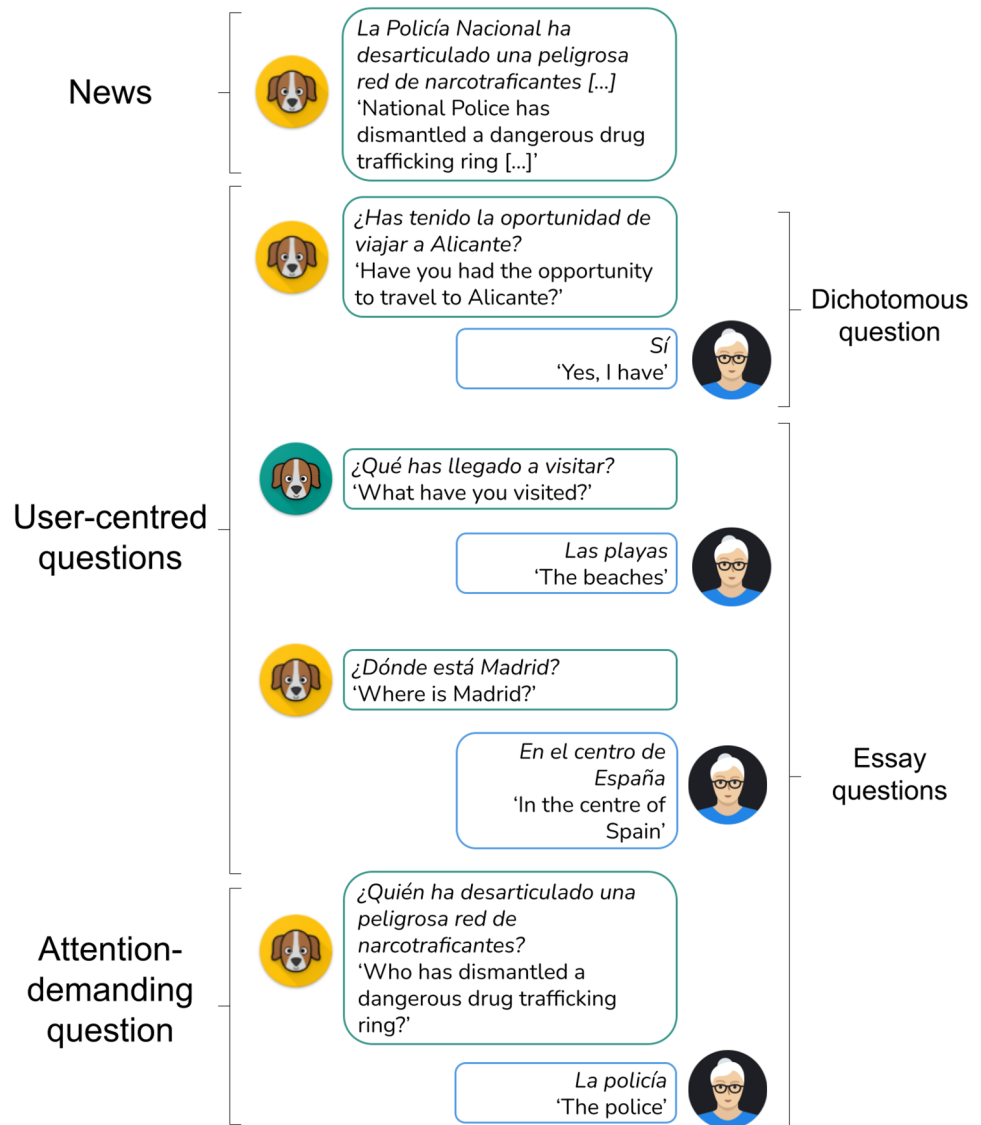 News
La Policía Nacional ha
desarticulado una peligrosa
red de narcotraficantes [...]
‘National Police has
dismantled a dangerous drug
trafficking ring [...]’
User-centred
questions
¿Has tenido la oportunidad de
viajar a Alicante?
‘Have you had the opportunity
to travel to Alicante?’
Dichotomous
question
Sí
‘Yes, I have’
¿Qué has llegado a visitar?
‘What have you visited?’
Las playas
‘The beaches’
¿Dónde está Madrid?
‘Where is Madrid?’
Essay
questions
En el centro de
España
‘In the centre of
Spain’
Attention-
demanding
question
¿Quién ha desarticulado una
peligrosa red de
narcotraficantes?
‘Who has dismantled a
dangerous drug trafficking
ring?’
La policía
‘The police’